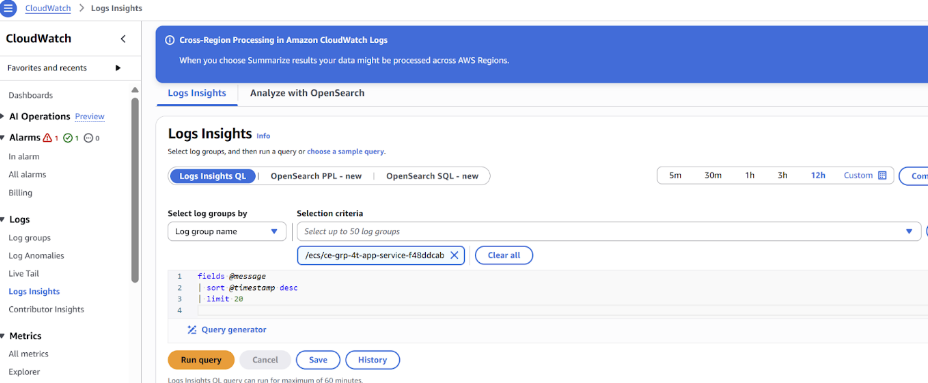 CloudWatch > Logs Insights
CloudWatch
Favorites and recents
Dashboards
AI Operations Preview
Alarms 1 1 0
In alarm
All alarms
Billing
Logs
Log groups
Log Anomalies
Live Tail
Logs Insights
Contributor Insights
Metrics
All metrics
Explorer
Cross-Region Processing in Amazon CloudWatch Logs
When you choose Summarize results your data might be processed across AWS Regions.
Logs Insights Analyze with OpenSearch
Logs Insights Info
Select log groups, and then run a query or choose a sample query.
Logs Insights QL OpenSearch PPL - new OpenSearch SQL - new
5m 30m 1h 3h 12h Custom Com
Select log groups by Selection criteria
Log group name Select up to 50 log groups
/ecs/ce-grp-4t-app-service-f48ddcab Clear all
1 fields @message
2 | sort @timestamp desc
3 | limit 20
4
Query generator
Run query Cancel Save History
Logs Insights QL query can run for maximum of 60 minutes.